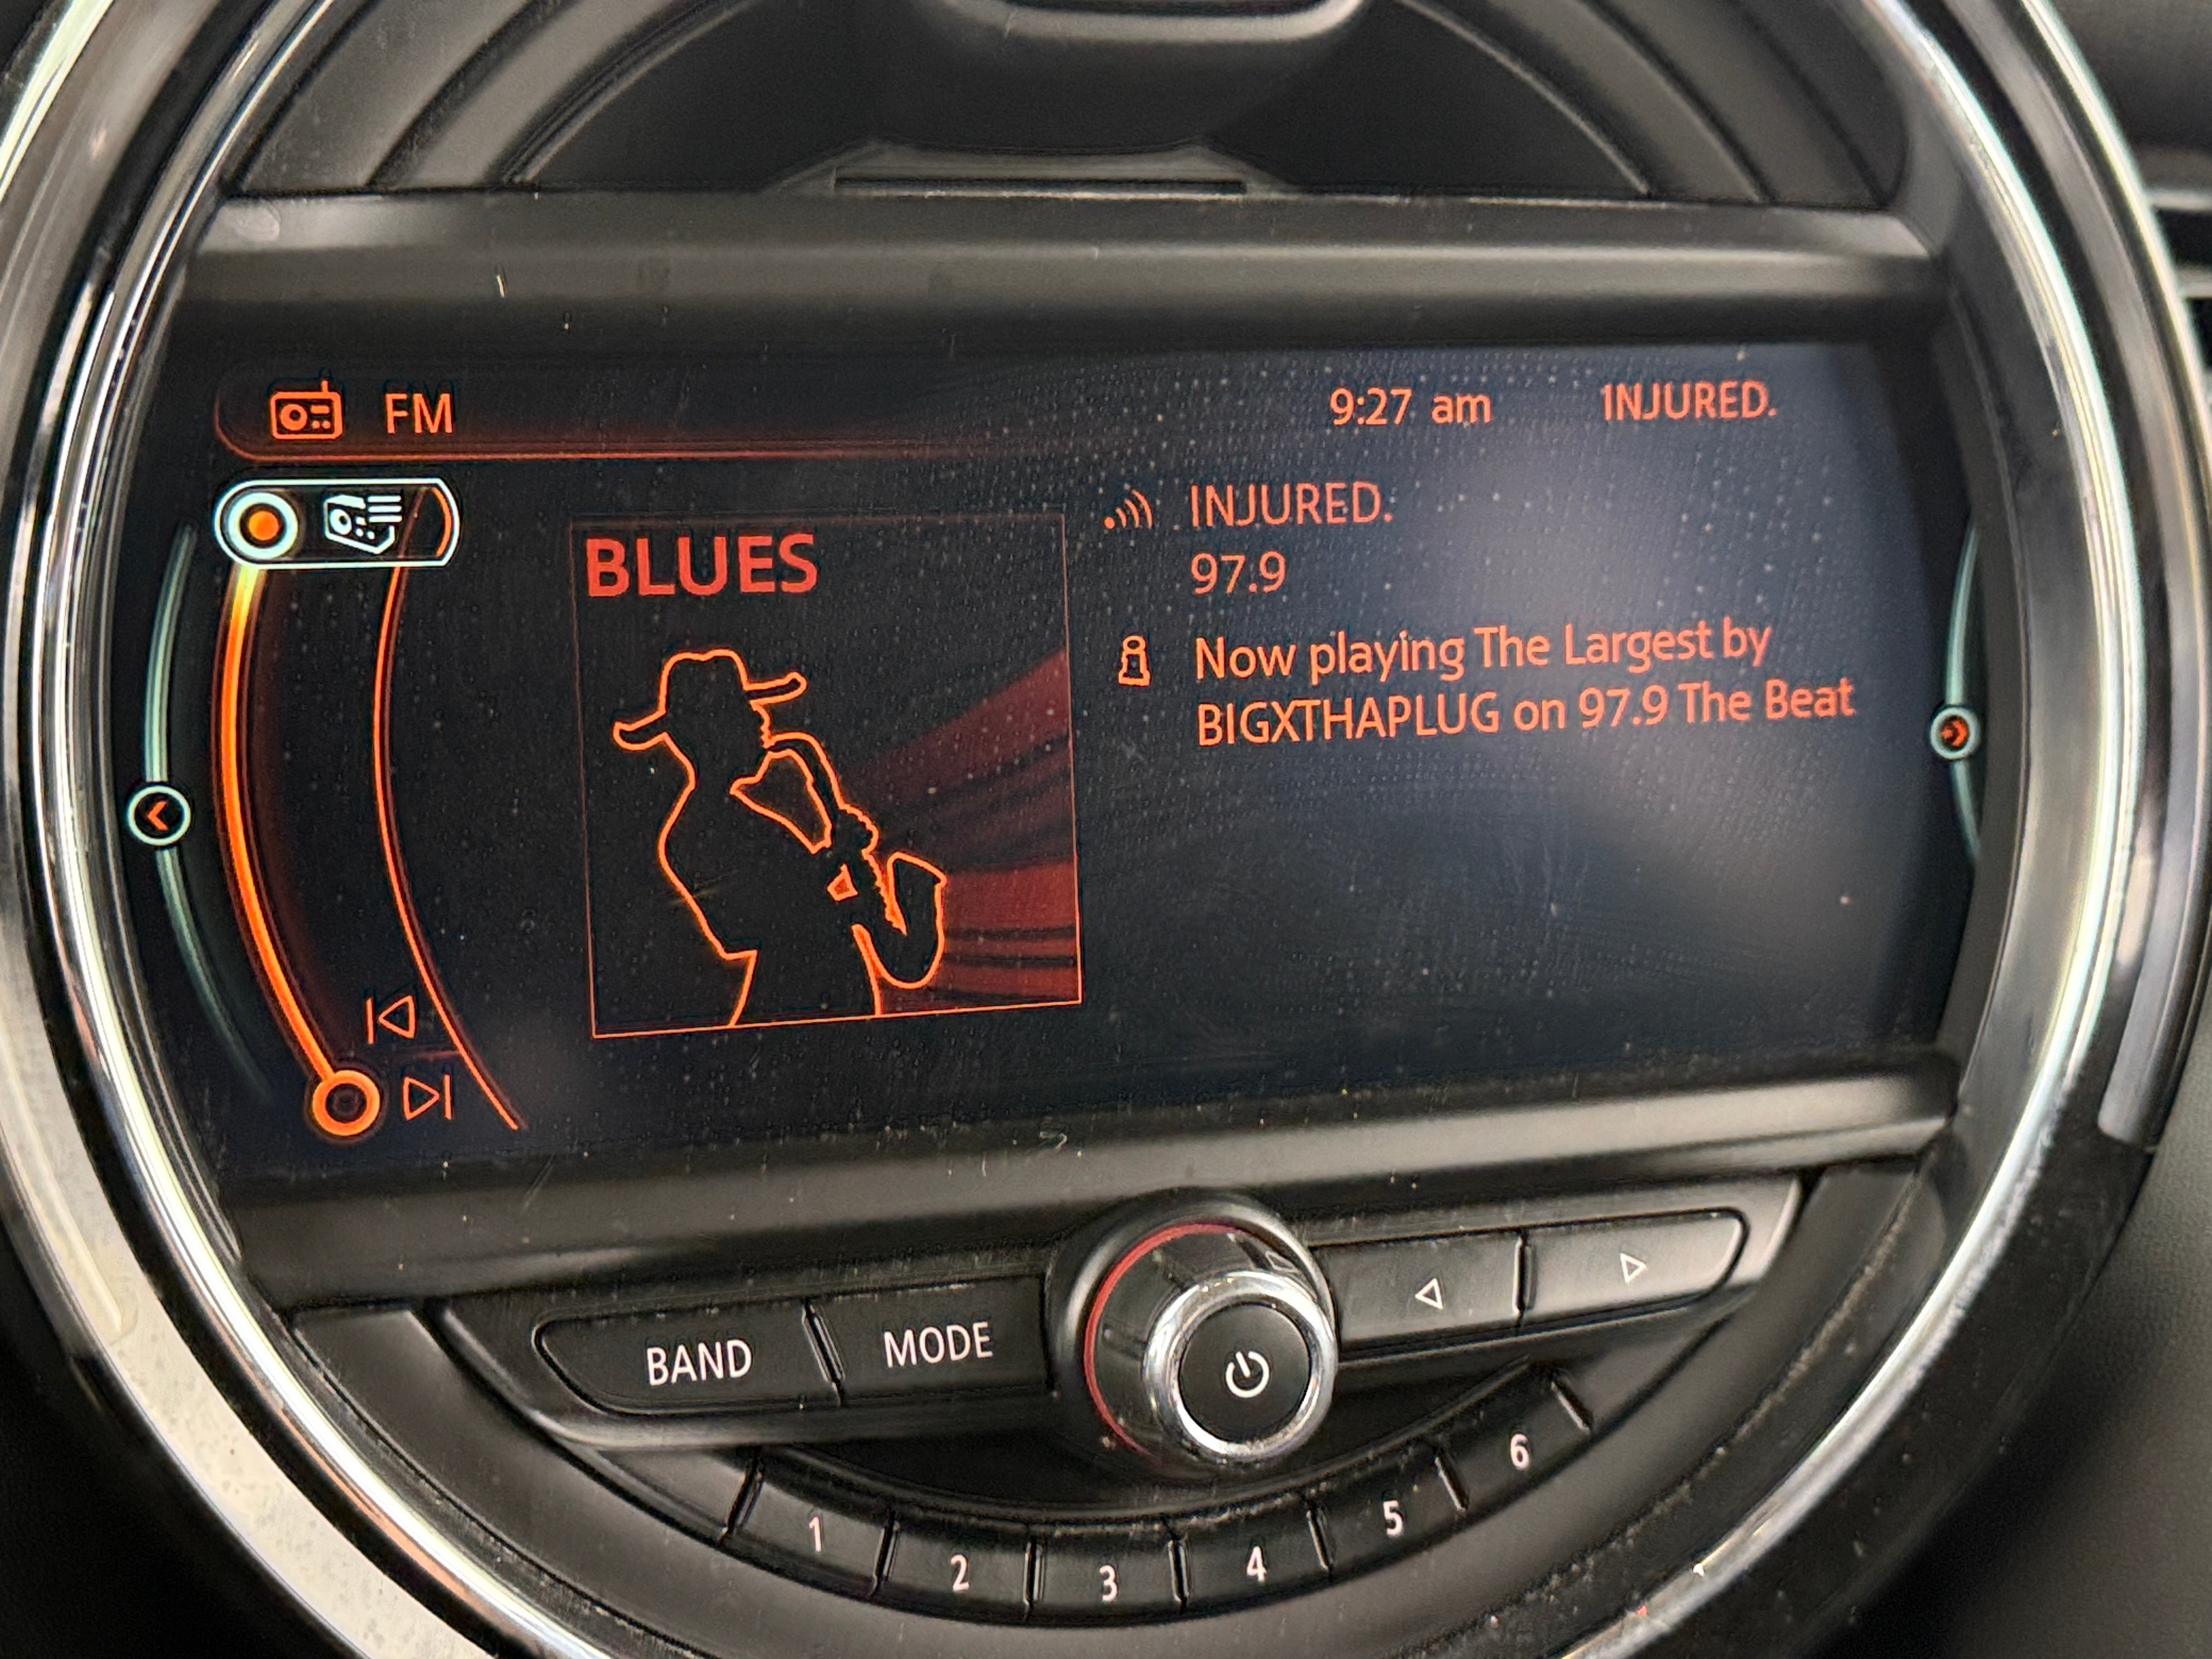 FM
9:27 am
1NJURED.
BLUES
INJURED.
97.9
Now playing The Largest by
BIGXTHAPLUG on 97.9 The Beat
BAND
MODE
1
2
3
4
5
6